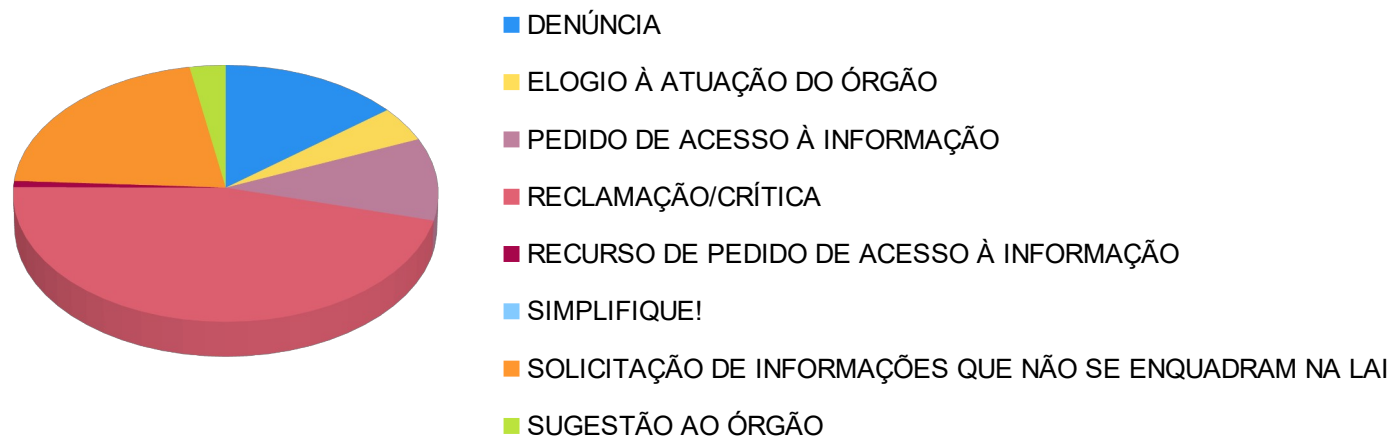 DENÚNCIA
ELOGIO À ATUAÇÃO DO ÓRGÃO
PEDIDO DE ACESSO À INFORMAÇÃO
RECLAMAÇÃO/CRÍTICA
RECURSO DE PEDIDO DE ACESSO À INFORMAÇÃO
SIMPLIFIQUE!
SOLICITAÇÃO DE INFORMAÇÕES QUE NÃO SE ENQUADRAM NA LAI
SUGESTÃO AO ÓRGÃO